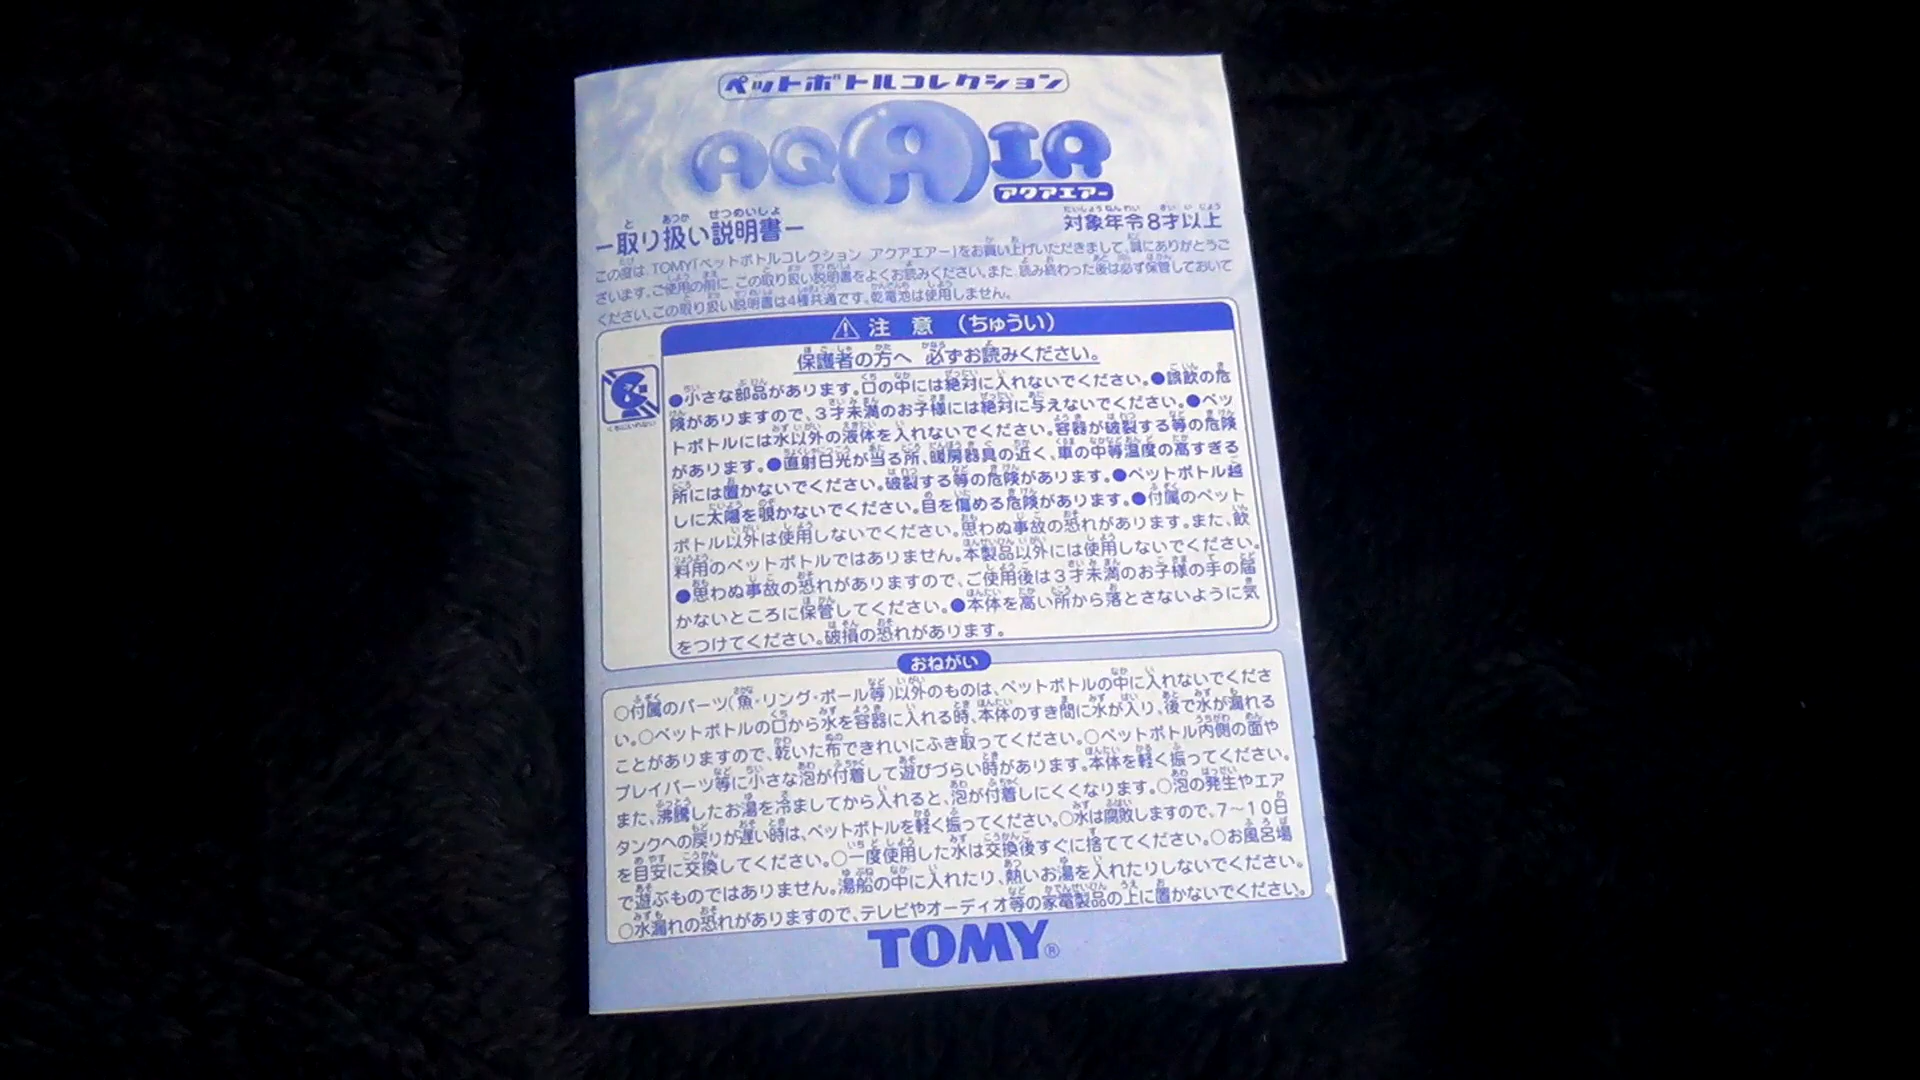 ペットボトルコレクション
AQAIR
アクアエアー
ー取り扱い説明書ー
対象年令8才以上
この度は、TOMY「ペットボトルコレクション アクアエアー」をお買い上げいただきまして、誠にありがとうご
ざいます。ご使用の前に、この取り扱い説明書をよくお読みください。また、読み終わった後は必ず保管しておいて
ください。この取り扱い説明書は4種共通です。乾電池は使用しません。
⚠ 注 意 (ちゅうい)
保護者の方へ 必ずお読みください。
●小さな部品があります。口の中には絶対に入れないでください。●誤飲の危
険がありますので、3才未満のお子様には絶対に与えないでください。●ペッ
トボトルには水以外の液体を入れないでください。容器が破裂する等の危険
があります。●直射日光が当る所、暖房器具の近く、車の中等温度の高すぎる
所には置かないでください。破裂する等の危険があります。●ペットボトル越
しに太陽を覗かないでください。目を傷める危険があります。●付属のペット
ボトル以外は使用しないでください。思わぬ事故の恐れがあります。また、飲
料用のペットボトルではありません。本製品以外には使用しないでください。
●思わぬ事故の恐れがありますので、ご使用後は3才未満のお子様の手の届
かないところに保管してください。●本体を高い所から落とさないように気
をつけてください。破損の恐れがあります。
くちにいれない
おねがい
○付属のパーツ(魚・リング・ボール等)以外のものは、ペットボトルの中に入れないでくださ
い。○ペットボトルの口から水を容器に入れる時、本体のすき間に水が入り、後で水が漏れる
ことがありますので、乾いた布できれいにふき取ってください。○ペットボトル内側の面や
プレイパーツ等に小さな泡が付着して遊びづらい時があります。本体を軽く振ってください。
また、沸騰したお湯を冷ましてから入れると、泡が付着しにくくなります。○泡の発生やエア
タンクへの戻りが遅い時は、ペットボトルを軽く振ってください。○水は腐敗しますので、7～10日
を目安に交換してください。○一度使用した水は交換後すぐに捨ててください。○お風呂場
で遊ぶものではありません。湯船の中に入れたり、熱いお湯を入れたりしないでください。
○水漏れの恐れがありますので、テレビやオーディオ等の家電製品の上に置かないでください。
TOMY®